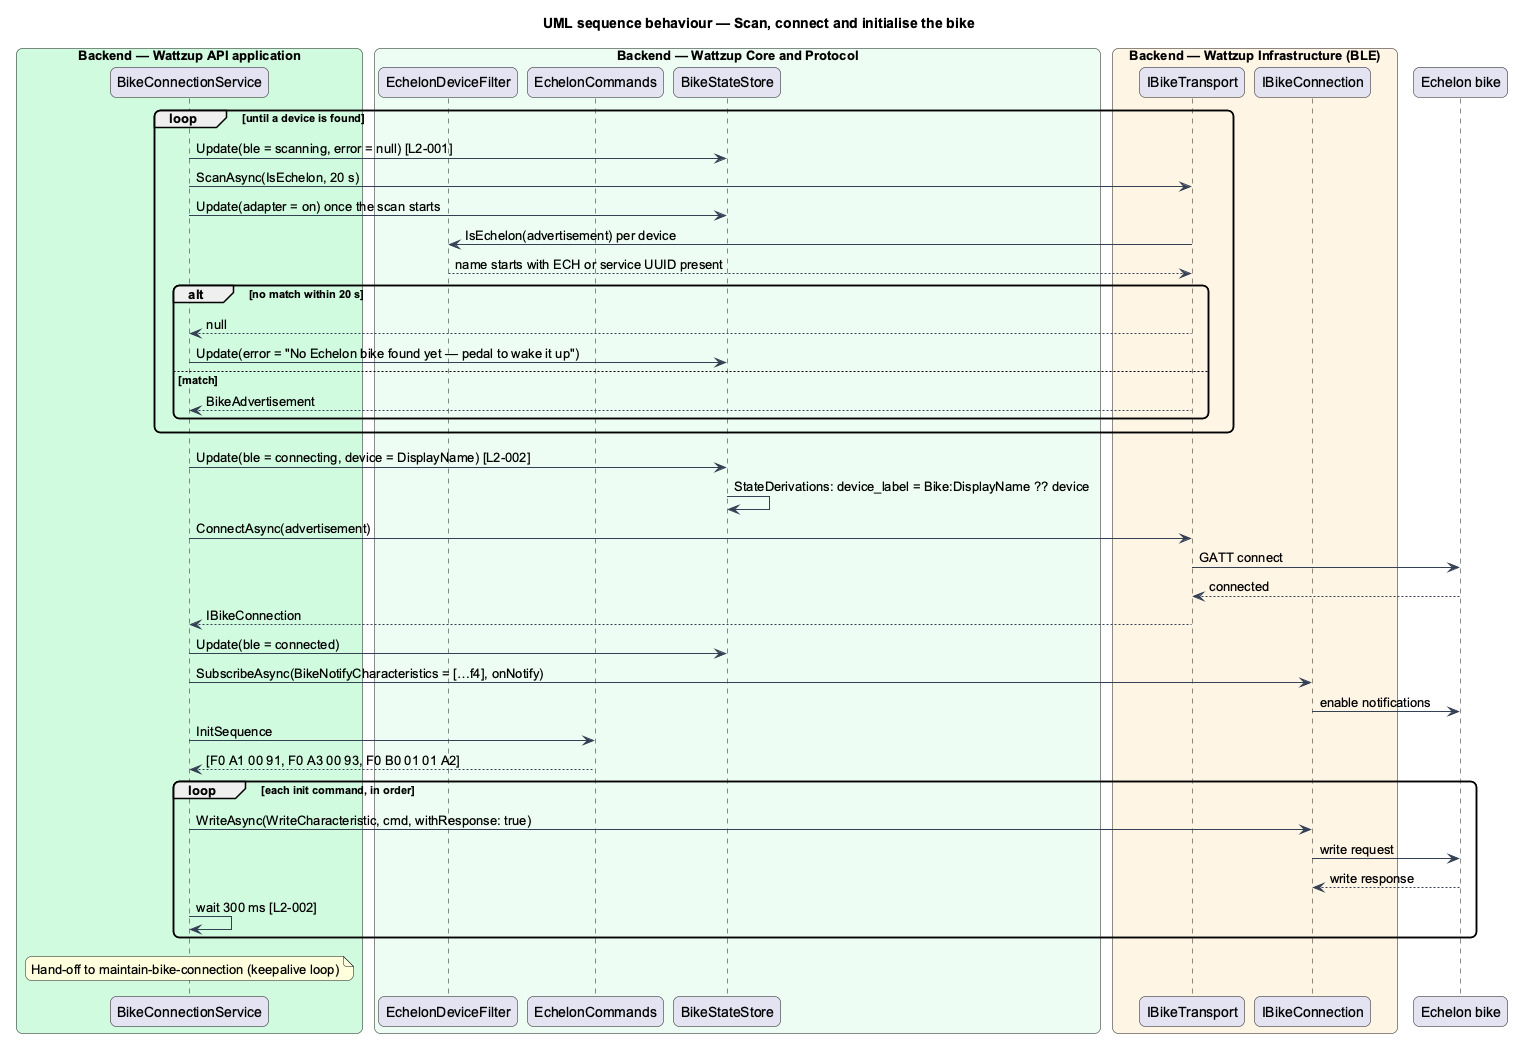 UML sequence behaviour — Scan, connect and initialise the bike
Backend — Wattzup API application
Backend — Wattzup Core and Protocol
Backend — Wattzup Infrastructure (BLE)
BikeConnectionService
EchelonDeviceFilter
EchelonCommands
BikeStateStore
IBikeTransport
IBikeConnection
Echelon bike
loop
[until a device is found]
Update(ble = scanning, error = null) [L2-001]
ScanAsync(IsEchelon, 20 s)
Update(adapter = on) once the scan starts
IsEchelon(advertisement) per device
name starts with ECH or service UUID present
alt
[no match within 20 s]
null
Update(error = "No Echelon bike found yet — pedal to wake it up")
[match]
BikeAdvertisement
Update(ble = connecting, device = DisplayName) [L2-002]
StateDerivations: device_label = Bike:DisplayName ?? device
ConnectAsync(advertisement)
GATT connect
connected
IBikeConnection
Update(ble = connected)
SubscribeAsync(BikeNotifyCharacteristics = […f4], onNotify)
enable notifications
InitSequence
[F0 A1 00 91, F0 A3 00 93, F0 B0 01 01 A2]
loop
[each init command, in order]
WriteAsync(WriteCharacteristic, cmd, withResponse: true)
write request
write response
wait 300 ms [L2-002]
Hand-off to maintain-bike-connection (keepalive loop)
BikeConnectionService
EchelonDeviceFilter
EchelonCommands
BikeStateStore
IBikeTransport
IBikeConnection
Echelon bike